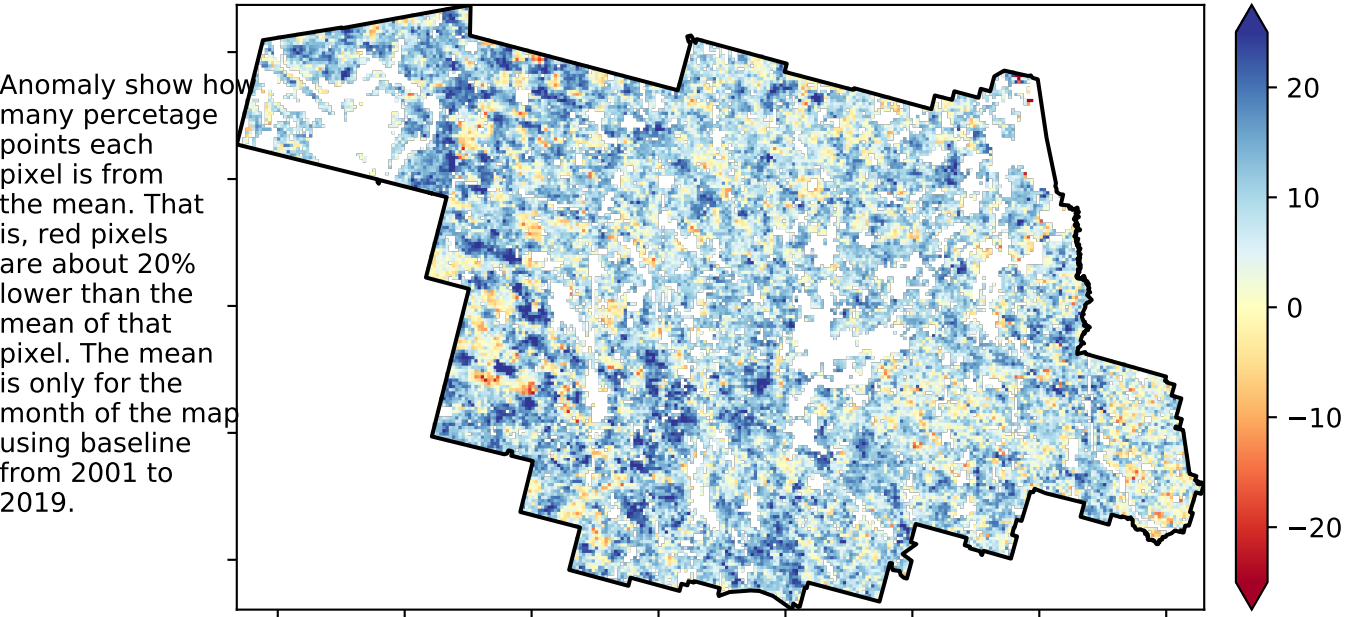 Anomaly show how
many percetage
points each
pixel is from
the mean. That
is, red pixels
are about 20%
lower than the
mean of that
pixel. The mean
is only for the
month of the map
using baseline
from 2001 to
2019.
20
10
0
−10
−20